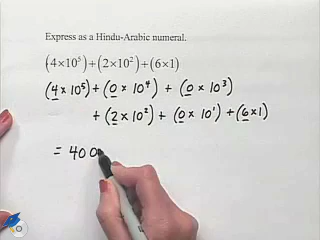 Express as a Hindu-Arabic numeral.
(4×10⁵)+(2×10²)+(6×1)
(4×10⁵)+(0×10⁴)+(0×10³)
+(2×10²)+(0×10¹)+(6×1)
= 400